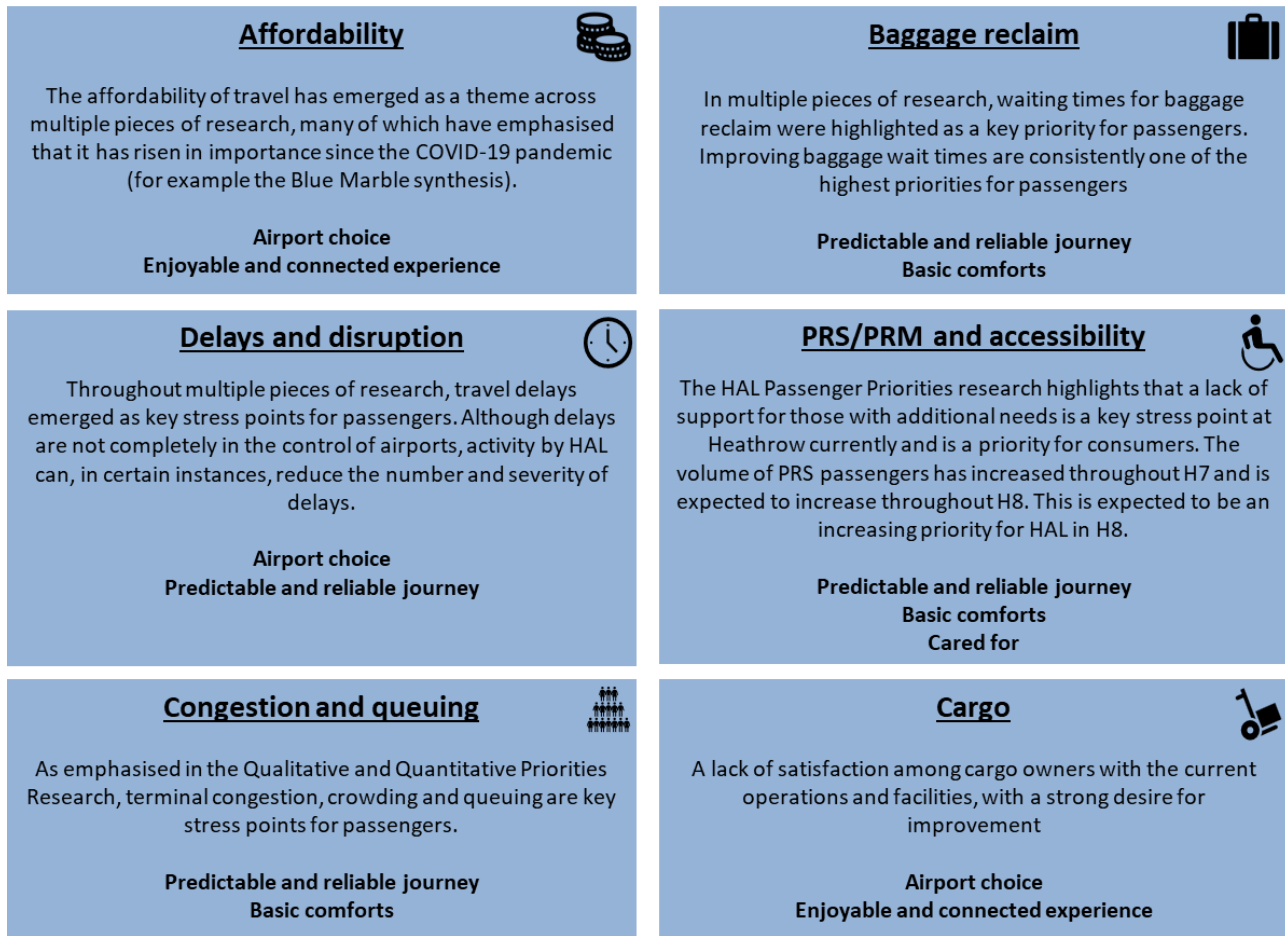 Affordability
The affordability of travel has emerged as a theme across
multiple pieces of research, many of which have emphasised
that it has risen in importance since the COVID-19 pandemic
(for example the Blue Marble synthesis).
Airport choice
Enjoyable and connected experience
Baggage reclaim
In multiple pieces of research, waiting times for baggage
reclaim were highlighted as a key priority for passengers.
Improving baggage wait times are consistently one of the
highest priorities for passengers
Predictable and reliable journey
Basic comforts
Delays and disruption
Throughout multiple pieces of research, travel delays
emerged as key stress points for passengers. Although delays
are not completely in the control of airports, activity by HAL
can, in certain instances, reduce the number and severity of
delays.
Airport choice
Predictable and reliable journey
PRS/PRM and accessibility
The HAL Passenger Priorities research highlights that a lack of
support for those with additional needs is a key stress point at
Heathrow currently and is a priority for consumers. The
volume of PRS passengers has increased throughout H7 and is
expected to increase throughout H8. This is expected to be an
increasing priority for HAL in H8.
Predictable and reliable journey
Basic comforts
Cared for
Congestion and queuing
As emphasised in the Qualitative and Quantitative Priorities
Research, terminal congestion, crowding and queuing are key
stress points for passengers.
Predictable and reliable journey
Basic comforts
Cargo
A lack of satisfaction among cargo owners with the current
operations and facilities, with a strong desire for
improvement
Airport choice
Enjoyable and connected experience